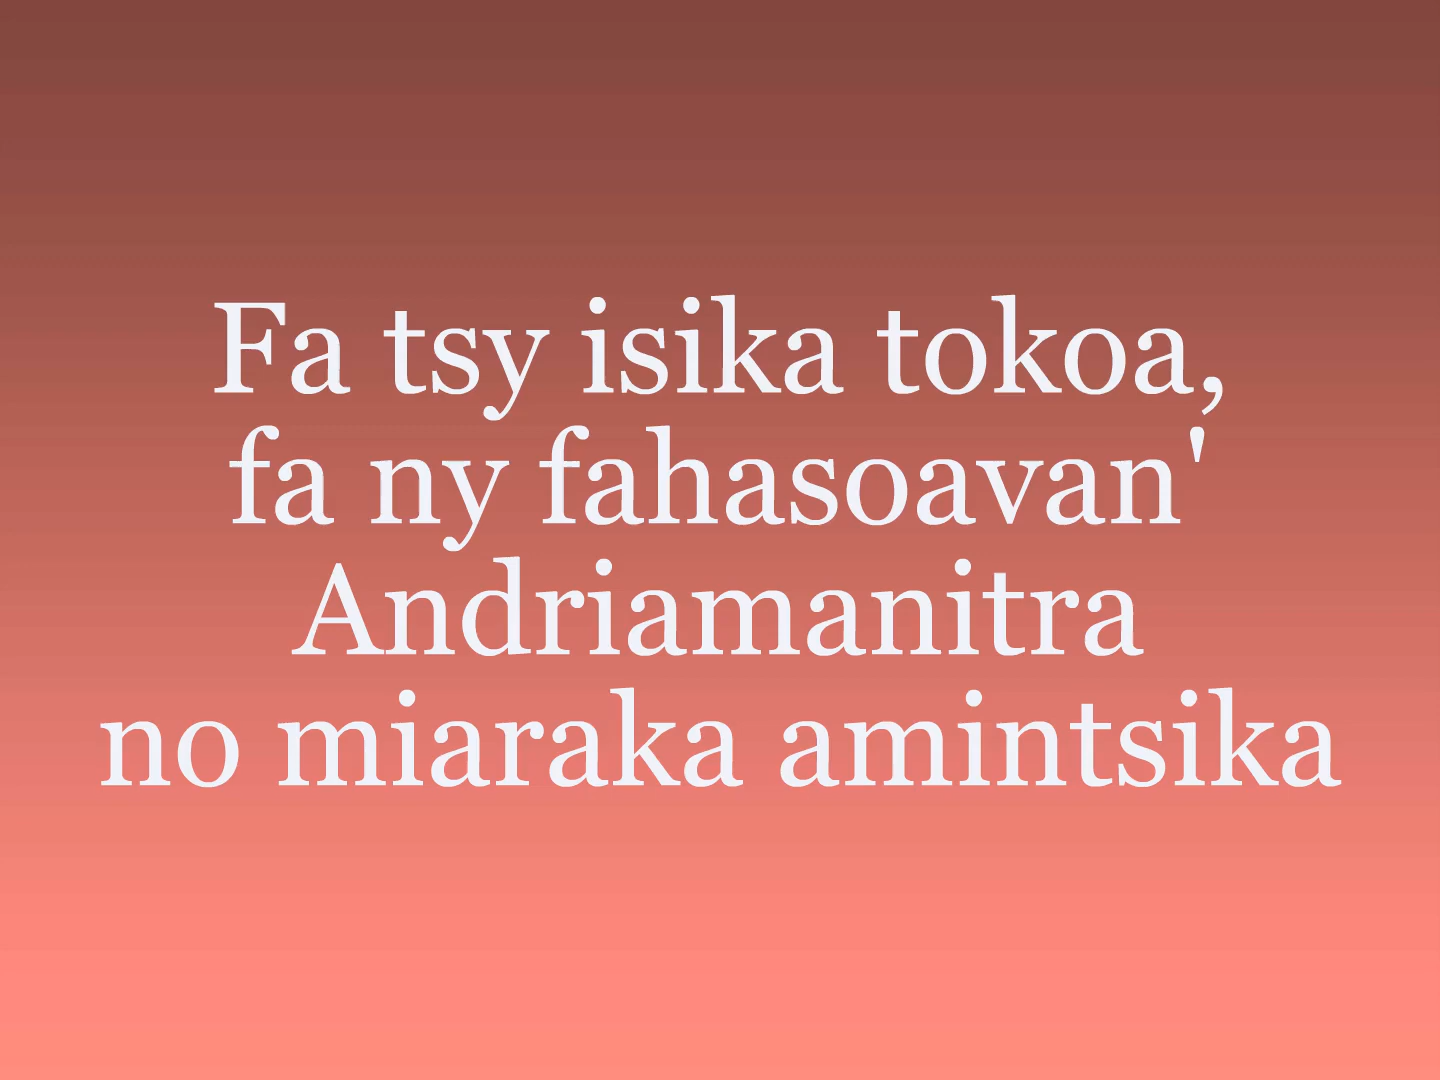 Fa tsy isika tokoa,
fa ny fahasoavan'
Andriamanitra
no miaraka amintsika